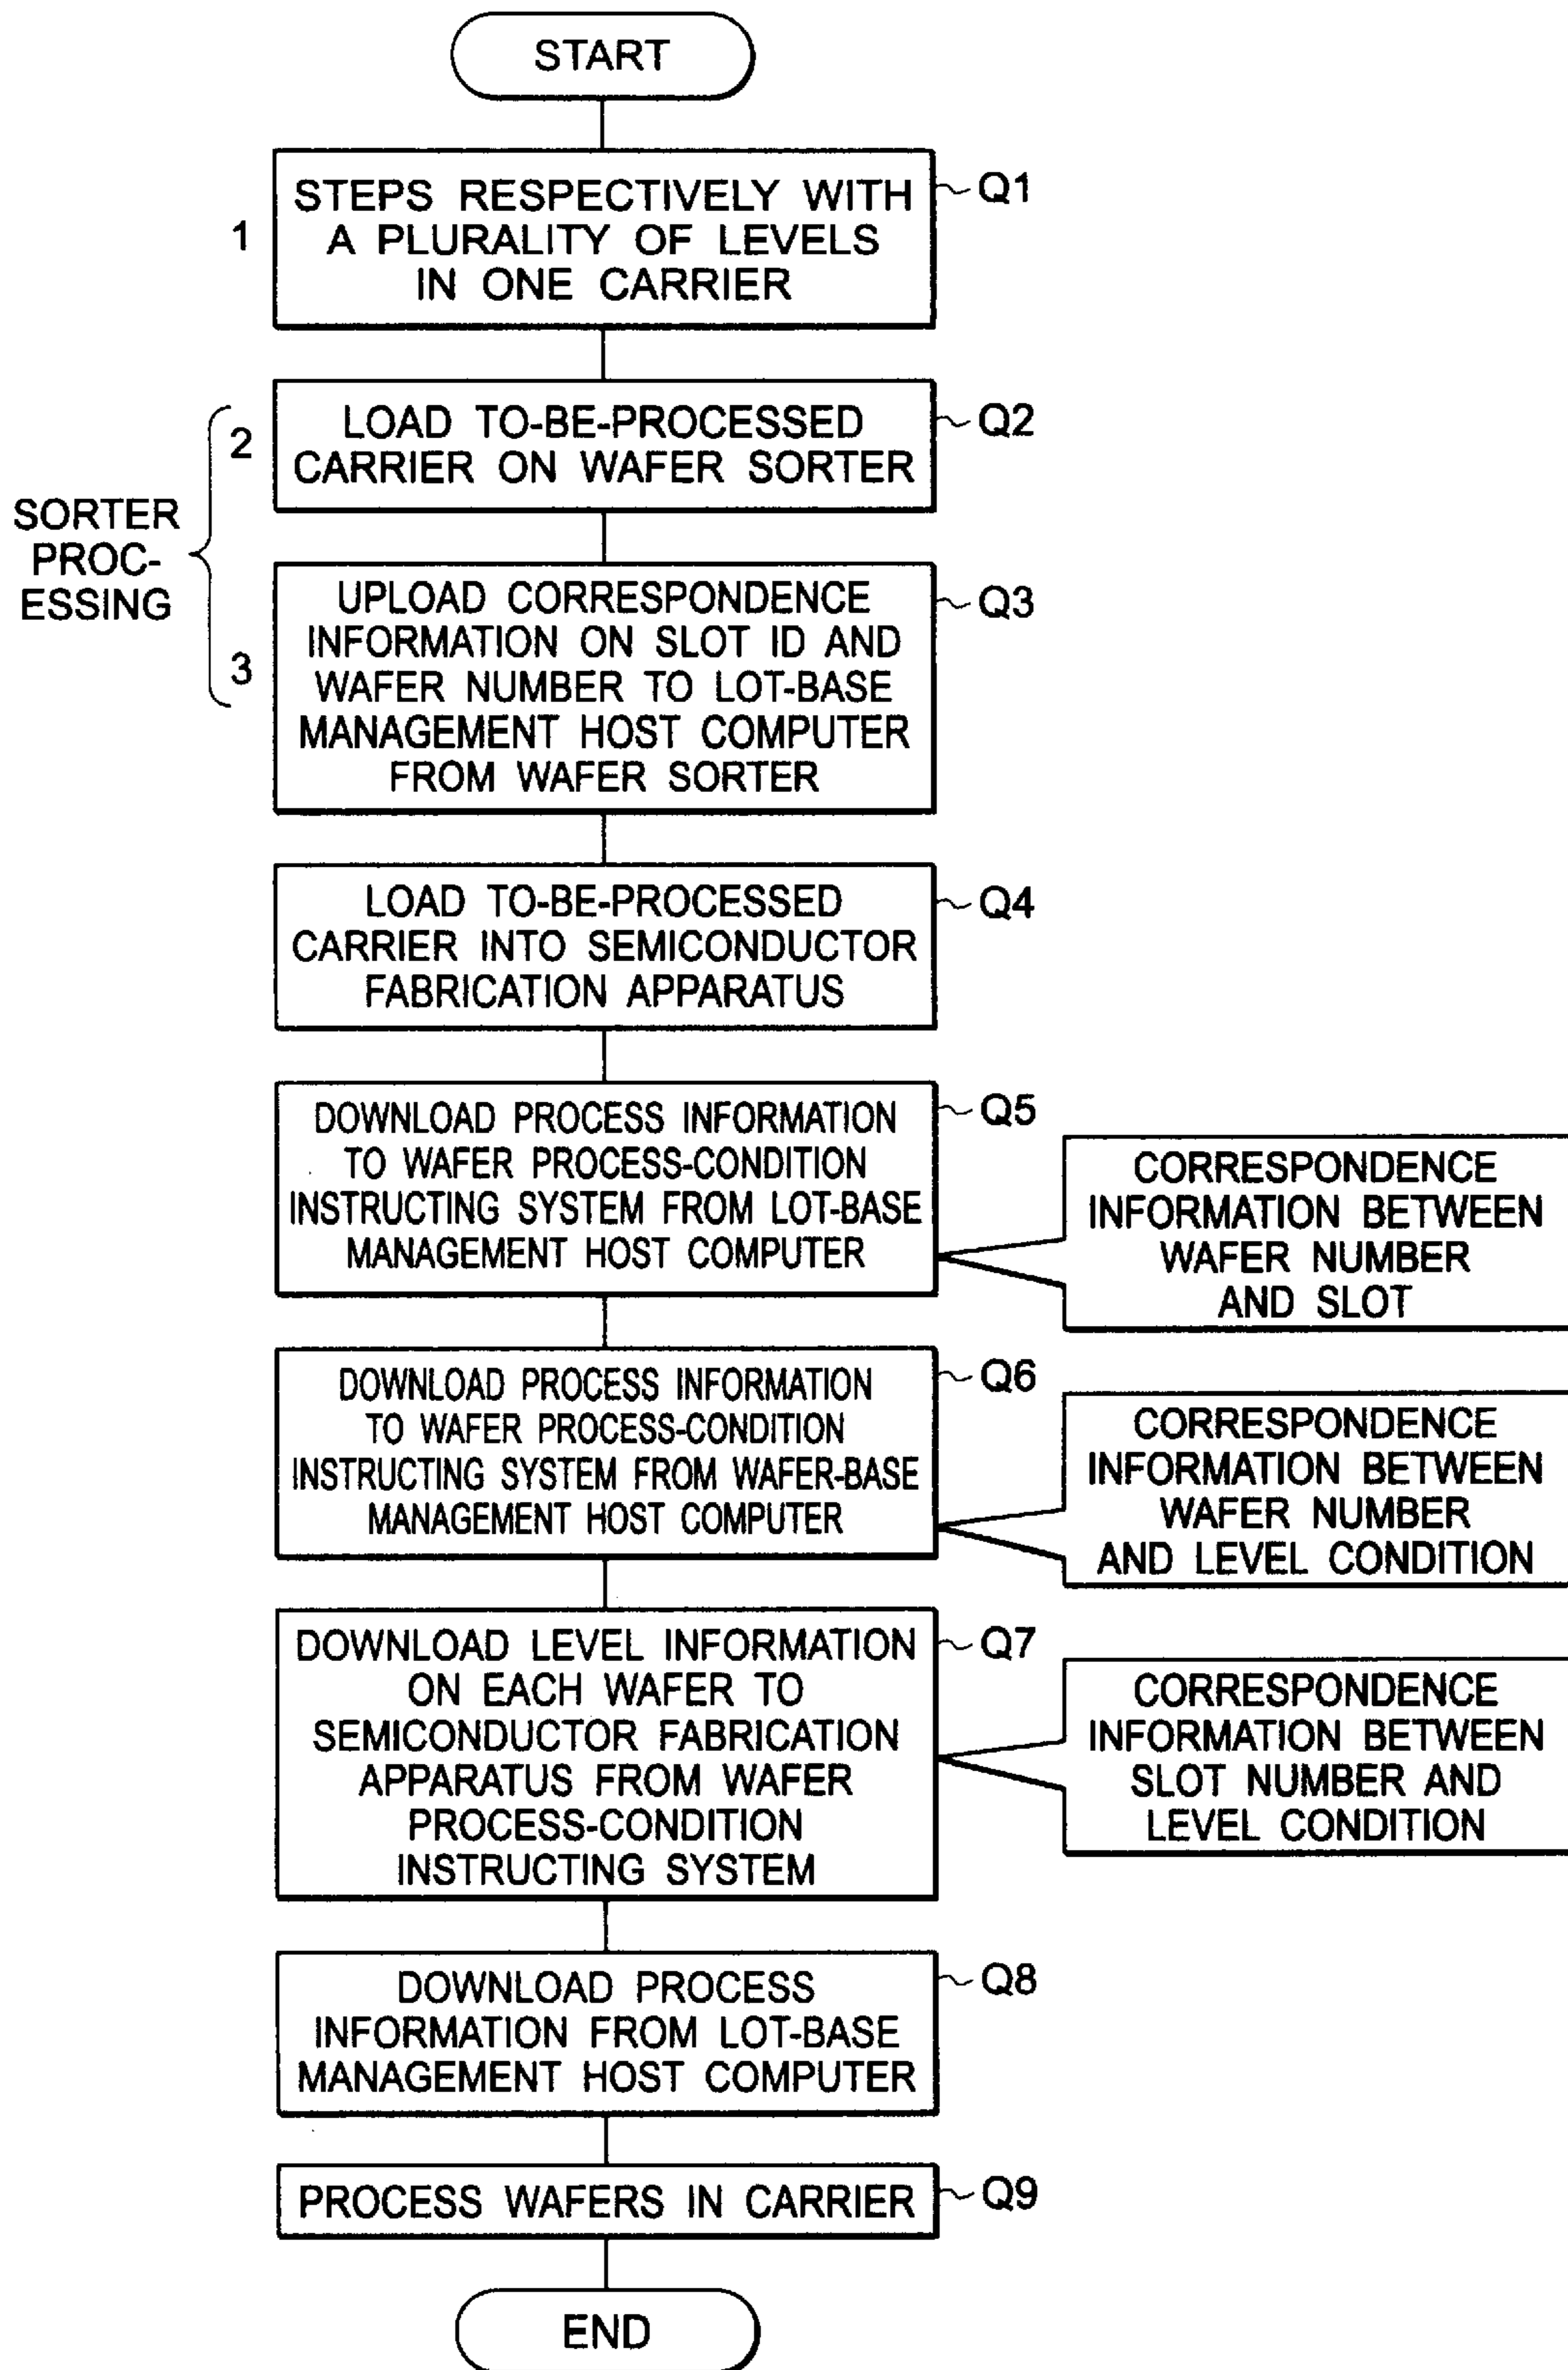 START
STEPS RESPECTIVELY WITH
A PLURALITY OF LEVELS
IN ONE CARRIER
Q1
1
LOAD TO-BE-PROCESSED
CARRIER ON WAFER SORTER
Q2
2
SORTER
PROC-
ESSING
UPLOAD CORRESPONDENCE
INFORMATION ON SLOT ID AND
WAFER NUMBER TO LOT-BASE
MANAGEMENT HOST COMPUTER
FROM WAFER SORTER
Q3
3
LOAD TO-BE-PROCESSED
CARRIER INTO SEMICONDUCTOR
FABRICATION APPARATUS
Q4
DOWNLOAD PROCESS INFORMATION
TO WAFER PROCESS-CONDITION
INSTRUCTING SYSTEM FROM LOT-BASE
MANAGEMENT HOST COMPUTER
Q5
CORRESPONDENCE
INFORMATION BETWEEN
WAFER NUMBER
AND SLOT
DOWNLOAD PROCESS INFORMATION
TO WAFER PROCESS-CONDITION
INSTRUCTING SYSTEM FROM WAFER-BASE
MANAGEMENT HOST COMPUTER
Q6
CORRESPONDENCE
INFORMATION BETWEEN
WAFER NUMBER
AND LEVEL CONDITION
DOWNLOAD LEVEL INFORMATION
ON EACH WAFER TO
SEMICONDUCTOR FABRICATION
APPARATUS FROM WAFER
PROCESS-CONDITION
INSTRUCTING SYSTEM
Q7
CORRESPONDENCE
INFORMATION BETWEEN
SLOT NUMBER AND
LEVEL CONDITION
DOWNLOAD PROCESS
INFORMATION FROM LOT-BASE
MANAGEMENT HOST COMPUTER
Q8
PROCESS WAFERS IN CARRIER
Q9
END